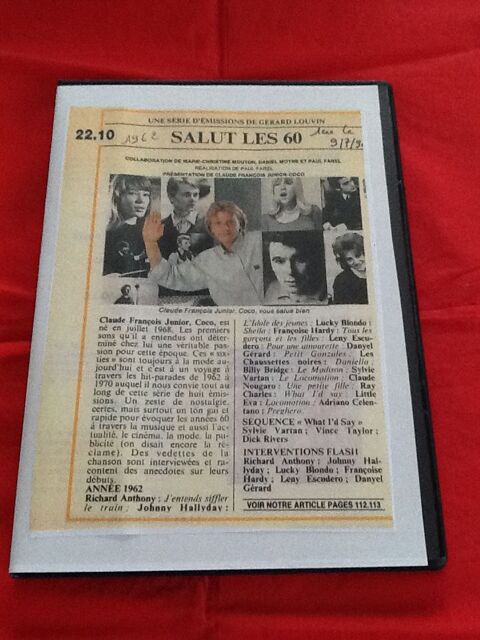 UNE SÉRIE D'ÉMISSIONS DE GÉRARD LOUVIN
22.10 1962 SALUT LES 60 1ère le
9/7/90
COLLABORATION DE MARIE-CHRISTINE MOUTON, DANIEL MOYNE ET PAUL FAREL
RÉALISATION DE PAUL FAREL
PRÉSENTATION DE CLAUDE FRANÇOIS JUNIOR-COCO
Claude François Junior, Coco, vous salue bien
Claude François Junior, Coco, est
né en juillet 1968. Les premiers
sons qu'il a entendus ont déter-
miné chez lui une véritable pas-
sion pour cette époque. Ces « six-
ties » sont toujours à la mode au-
jourd'hui et c'est à un voyage à
travers les hit-parades de 1962 à
1970 auquel il nous convie tout au
long de cette série de huit émis-
sions. Un zeste de nostalgie,
certes, mais surtout un ton gai et
rapide pour évoquer les années 60
à travers la musique et aussi l'ac-
tualité, le cinéma, la mode, la pu-
blicité (on disait encore la ré-
clame). Des vedettes de la
chanson sont interviewées et ra-
content des anecdotes sur leurs
débuts.
ANNÉE 1962
Richard Anthony : J'entends siffler
le train ; Johnny Hallyday :
L'Idole des jeunes ; Lucky Blondo :
Sheila ; Françoise Hardy : Tous les
garçons et les filles ; Leny Escu-
dero : Pour une amourette ; Danyel
Gérard : Petit Gonzales ; Les
Chaussettes noires : Daniella ;
Billy Bridge : Le Madison ; Sylvie
Vartan : Le Locomotion ; Claude
Nougaro : Une petite fille ; Ray
Charles : What I'd say ; Little
Eva : Locomotion ; Adriano Celen-
tano : Preghero.
SÉQUENCE « What I'd Say »
Sylvie Vartan ; Vince Taylor ;
Dick Rivers
INTERVENTIONS FLASH
Richard Anthony ; Johnny Hal-
lyday ; Lucky Blondo ; Françoise
Hardy ; Leny Escudero ; Danyel
Gérard
VOIR NOTRE ARTICLE PAGES 112,113